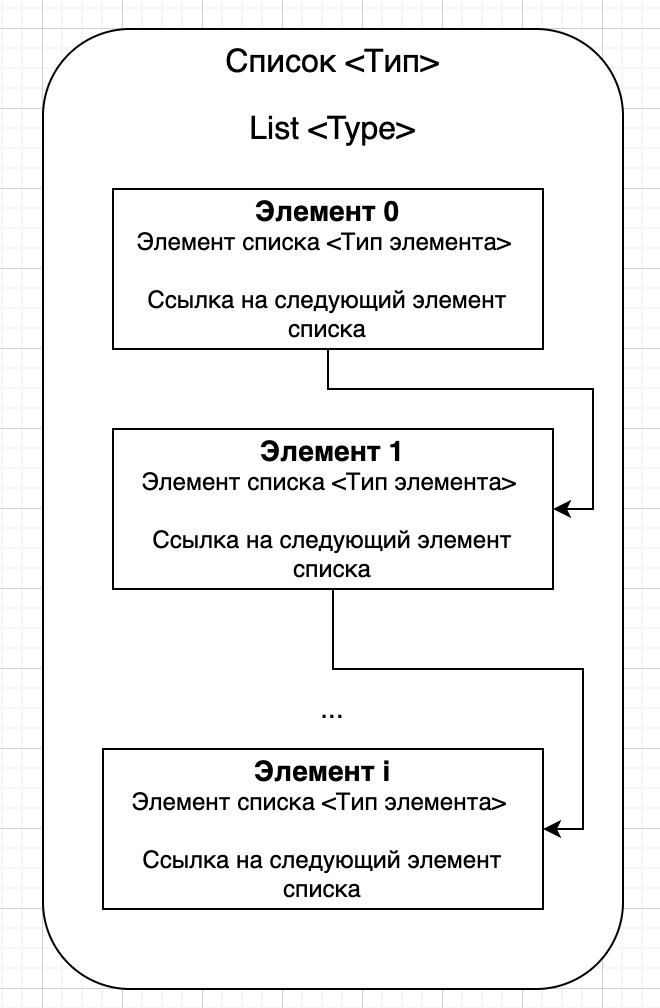 Список <Тип>
List <Type>
Элемент 0
Элемент списка <Тип элемента>
Ссылка на следующий элемент
списка
Элемент 1
Элемент списка <Тип элемента>
Ссылка на следующий элемент
списка
...
Элемент i
Элемент списка <Тип элемента>
Ссылка на следующий элемент
списка